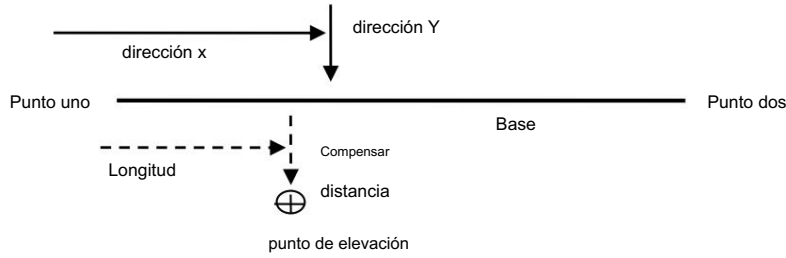 dirección Y
dirección x
Punto uno
Punto dos
Base
Compensar
Longitud
distancia
punto de elevación